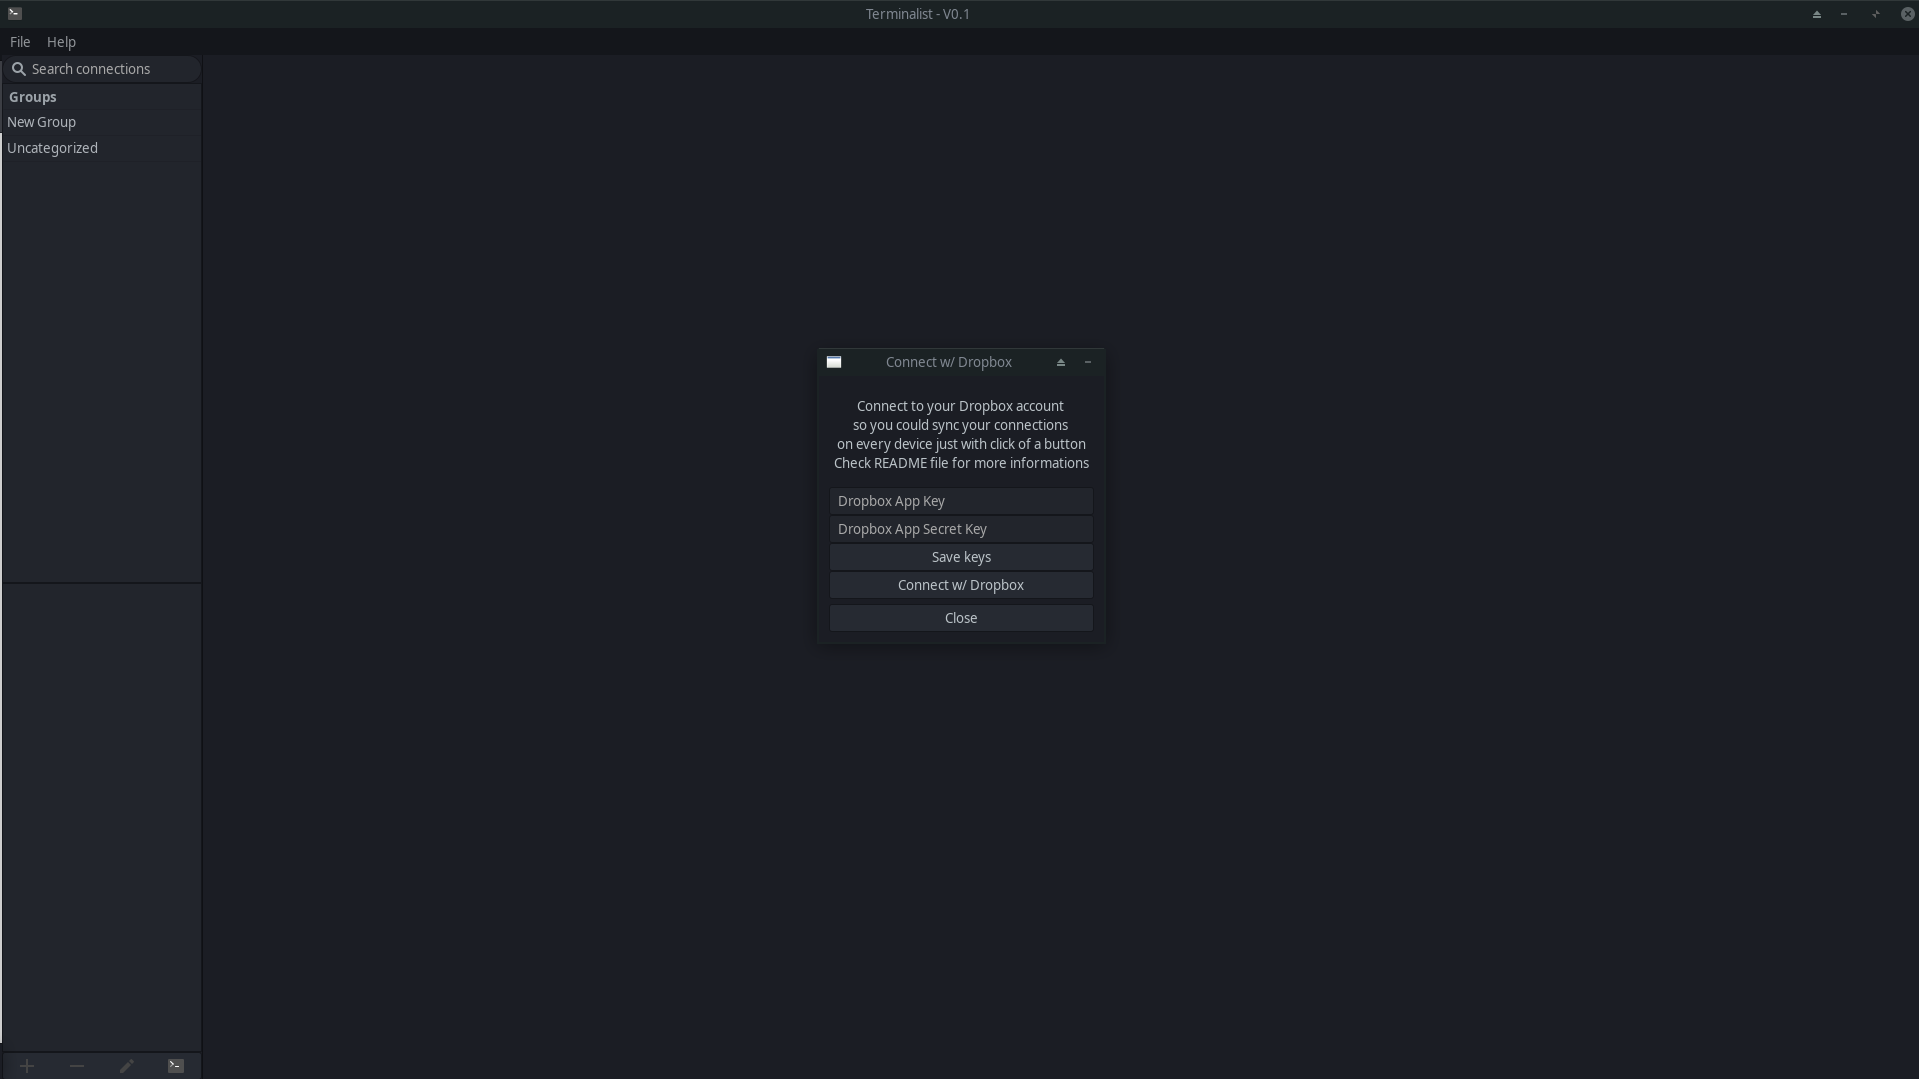 Terminalist - V0.1
File Help
Search connections
Groups
New Group
Uncategorized
Connect w/ Dropbox
Connect to your Dropbox account
so you could sync your connections
on every device just with click of a button
Check README file for more informations
Dropbox App Key
Dropbox App Secret Key
Save keys
Connect w/ Dropbox
Close